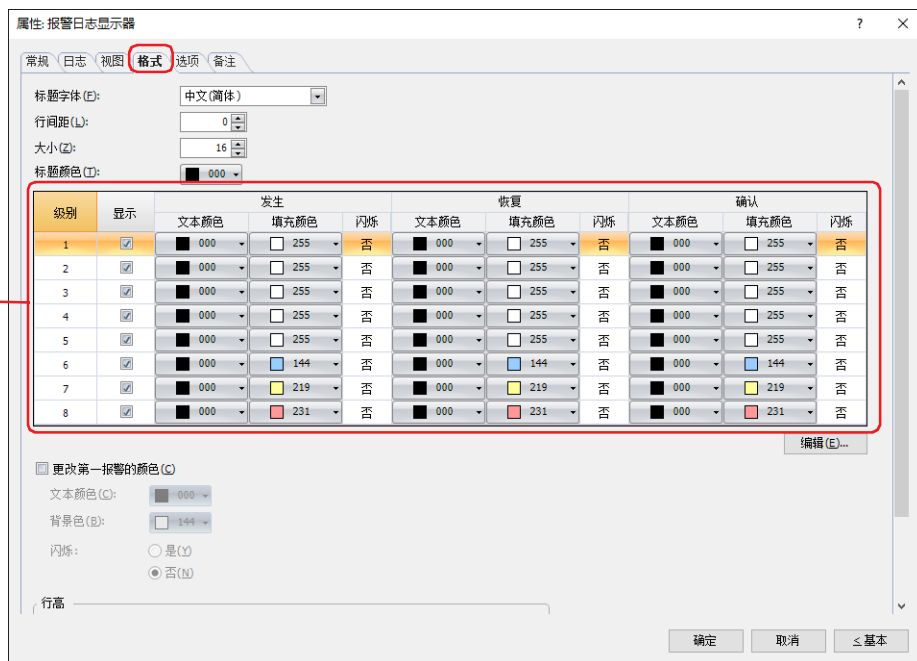 属性: 报警日志显示器 ?
常规 日志 视图 格式 选项 备注
标题字体(F): 中文(简体)
行间距(L): 0
大小(Z): 16
标题颜色(T): 000
级别 显示 发生 恢复 确认
文本颜色 填充颜色 闪烁 文本颜色 填充颜色 闪烁 文本颜色 填充颜色 闪烁
1 000 255 否 000 255 否 000 255 否
2 000 255 否 000 255 否 000 255 否
3 000 255 否 000 255 否 000 255 否
4 000 255 否 000 255 否 000 255 否
5 000 255 否 000 255 否 000 255 否
6 000 144 否 000 144 否 000 144 否
7 000 219 否 000 219 否 000 219 否
8 000 231 否 000 231 否 000 231 否
编辑(E)...
更改第一报警的颜色(C)
文本颜色(C): 000
背景色(B): 144
闪烁: 是(Y)
否(N)
行高
确定 取消 ≤基本